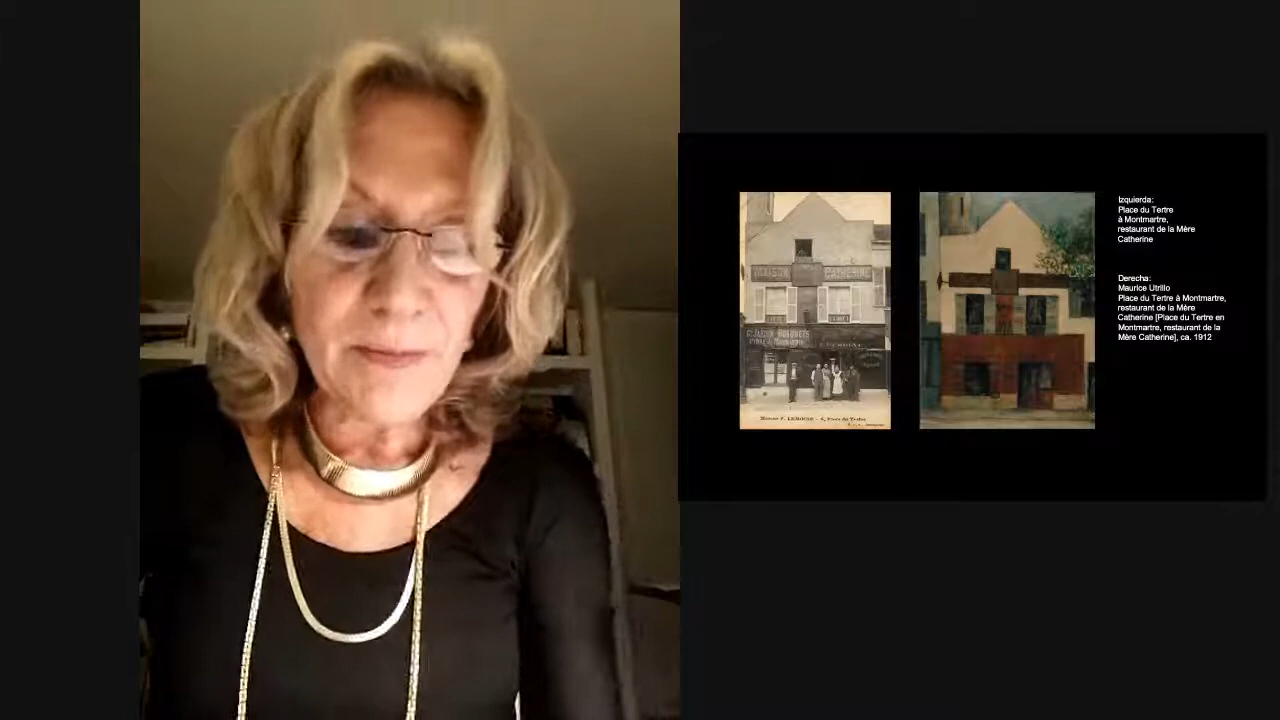 MAISON
CATHERINE
Izquierda:
Place du Tertre
à Montmartre,
restaurant de la Mère
Catherine
Derecha:
Maurice Utrillo
Place du Tertre à Montmartre,
restaurant de la Mère
Catherine [Place du Tertre en
Montmartre, restaurant de la
Mère Catherine], ca. 1912